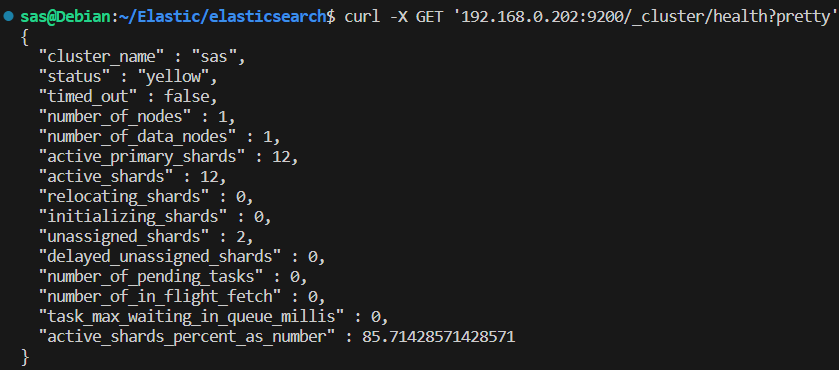 sas@Debian:~/Elastic/elasticsearch$ curl -X GET '192.168.0.202:9200/_cluster/health?pretty'
{
  "cluster_name" : "sas",
  "status" : "yellow",
  "timed_out" : false,
  "number_of_nodes" : 1,
  "number_of_data_nodes" : 1,
  "active_primary_shards" : 12,
  "active_shards" : 12,
  "relocating_shards" : 0,
  "initializing_shards" : 0,
  "unassigned_shards" : 2,
  "delayed_unassigned_shards" : 0,
  "number_of_pending_tasks" : 0,
  "number_of_in_flight_fetch" : 0,
  "task_max_waiting_in_queue_millis" : 0,
  "active_shards_percent_as_number" : 85.71428571428571
}